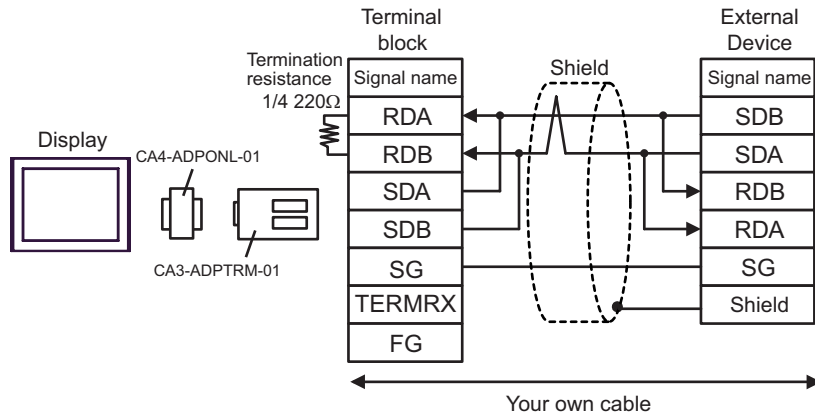 Display
CA4-ADPONL-01
CA3-ADPTRM-01
Termination
resistance
1/4 220Ω
Terminal
block
Signal name
RDA
RDB
SDA
SDB
SG
TERMRX
FG
Shield
External
Device
Signal name
SDB
SDA
RDB
RDA
SG
Shield
Your own cable